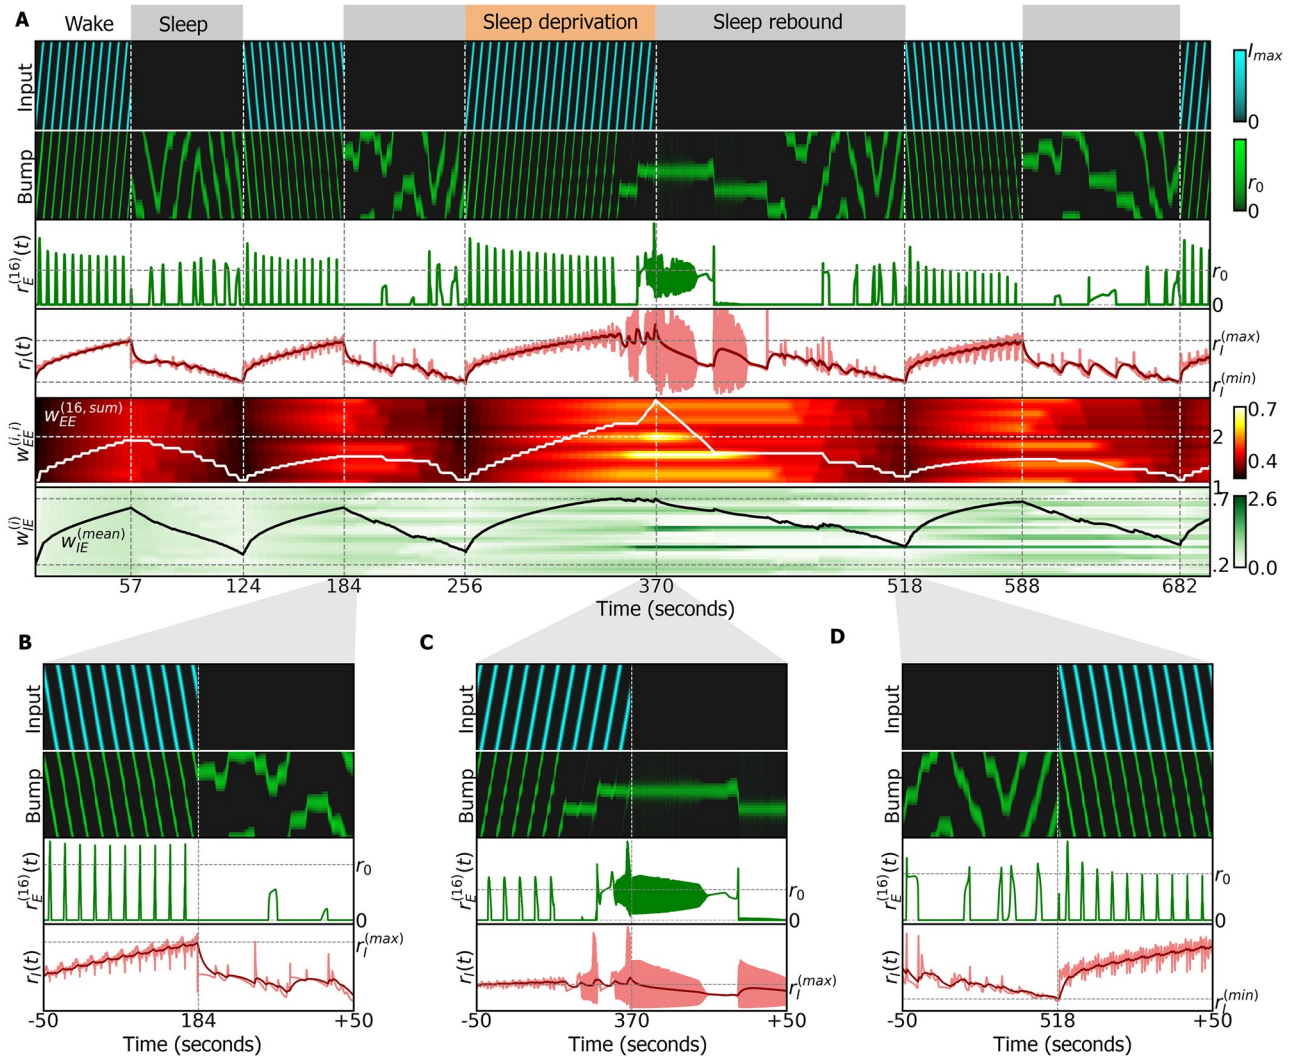 A
Wake
Sleep
Sleep deprivation
Sleep rebound
Input
I_max
0
Bump
r_0
0
r_E^(16)(t)
r_0
0
r_I(t)
r_I^(max)
r_I^(min)
w_EE^(i,i)
w_EE^(16,sum)
2
1
0.7
0.4
w_IE^(i)
w_IE^(mean)
.7
.2
2.6
0.0
57 124 184 256 370 518 588 682
Time (seconds)
B
Input
Bump
r_E^(16)(t)
r_0
0
r_I(t)
r_I^(max)
-50 184 +50
Time (seconds)
C
Input
Bump
r_E^(16)(t)
r_0
0
r_I(t)
r_I^(max)
-50 370 +50
Time (seconds)
D
Input
Bump
r_E^(16)(t)
r_0
0
r_I(t)
r_I^(min)
-50 518 +50
Time (seconds)